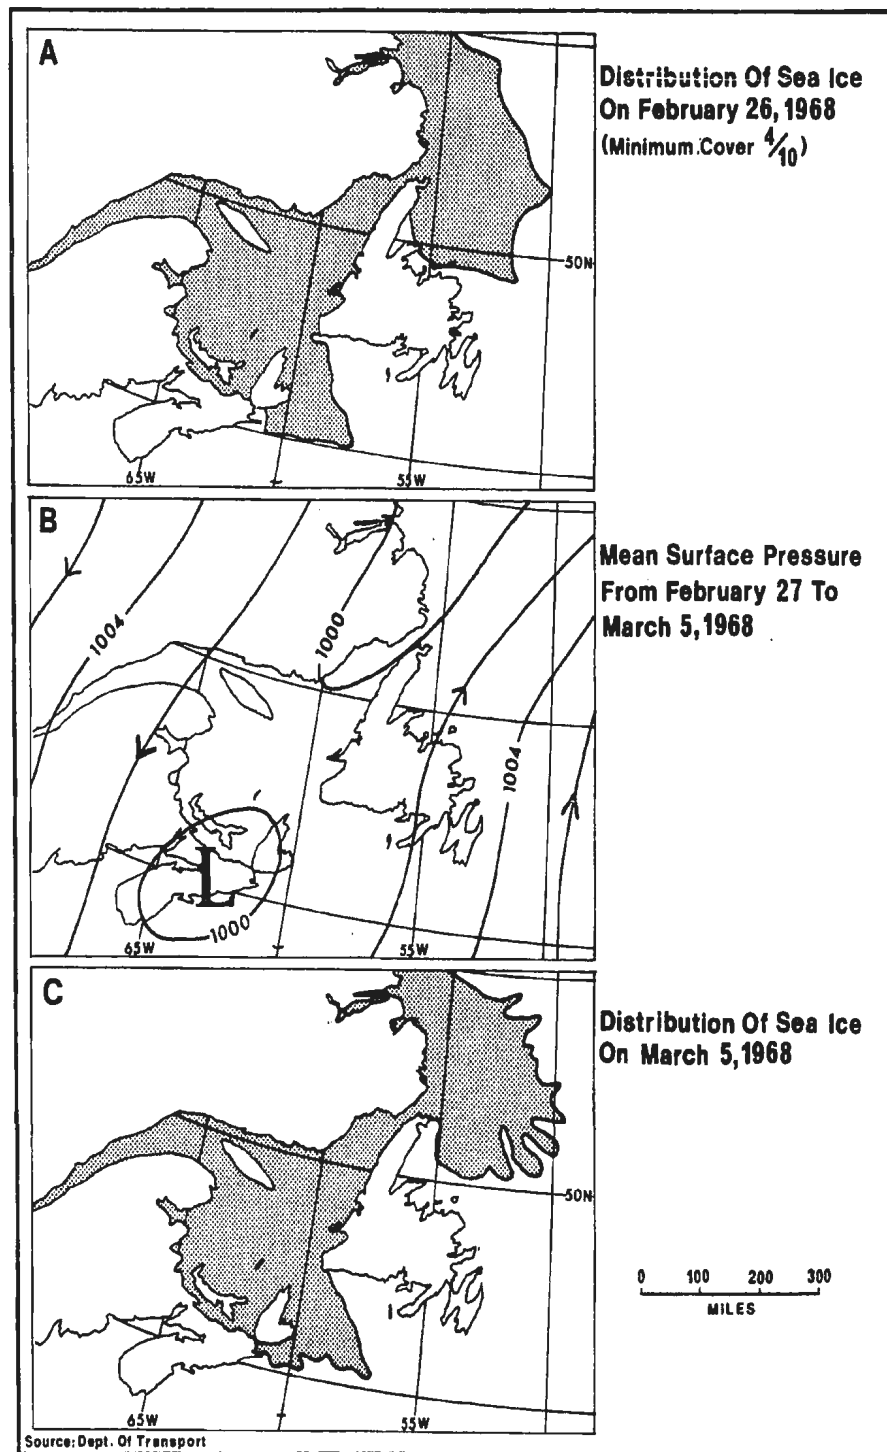 A
Distribution Of Sea Ice
On February 26, 1968
(Minimum.Cover 4/10)
50N
65W
55W
B
Mean Surface Pressure
From February 27 To
March 5, 1968
1004
1000
1004
L
1000
65W
55W
C
Distribution Of Sea Ice
On March 5, 1968
50N
0 100 200 300
MILES
65W
55W
Source: Dept. Of Transport